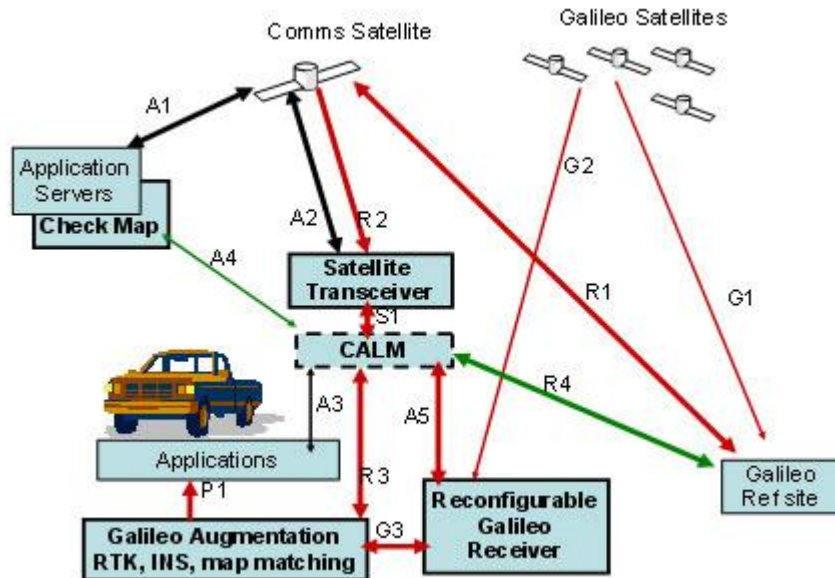 Comms Satellite
Galileo Satellites
A1
G2
Application
Servers
Check Map
A2
R2
A4
Satellite
Transceiver
R1
G1
S1
CALM
R4
A3
A5
Applications
R3
Galileo
Ref site
P1
Reconfigurable
Galileo
Receiver
G3
Galileo Augmentation
RTK, INS, map matching